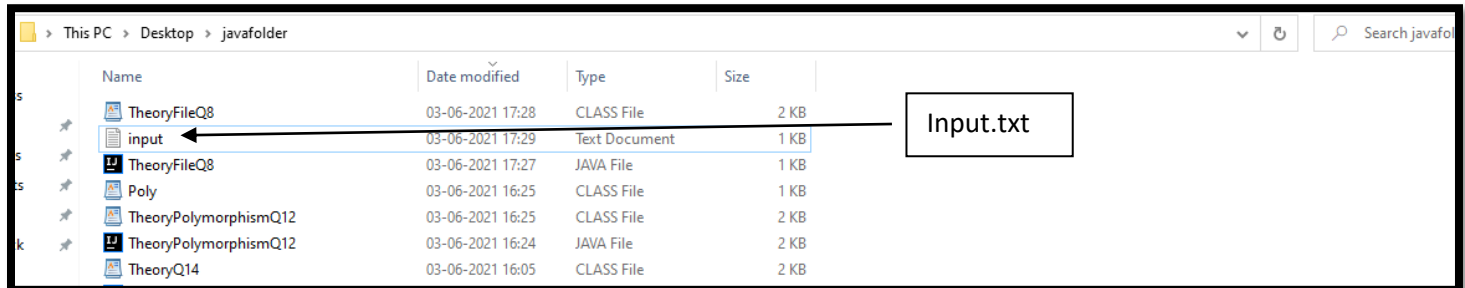 This PC > Desktop > javafolder
Search javafol
Name Date modified Type Size
TheoryFileQ8 03-06-2021 17:28 CLASS File 2 KB
input 03-06-2021 17:29 Text Document 1 KB
Input.txt
TheoryFileQ8 03-06-2021 17:27 JAVA File 1 KB
Poly 03-06-2021 16:25 CLASS File 1 KB
TheoryPolymorphismQ12 03-06-2021 16:25 CLASS File 2 KB
TheoryPolymorphismQ12 03-06-2021 16:24 JAVA File 2 KB
TheoryQ14 03-06-2021 16:05 CLASS File 2 KB